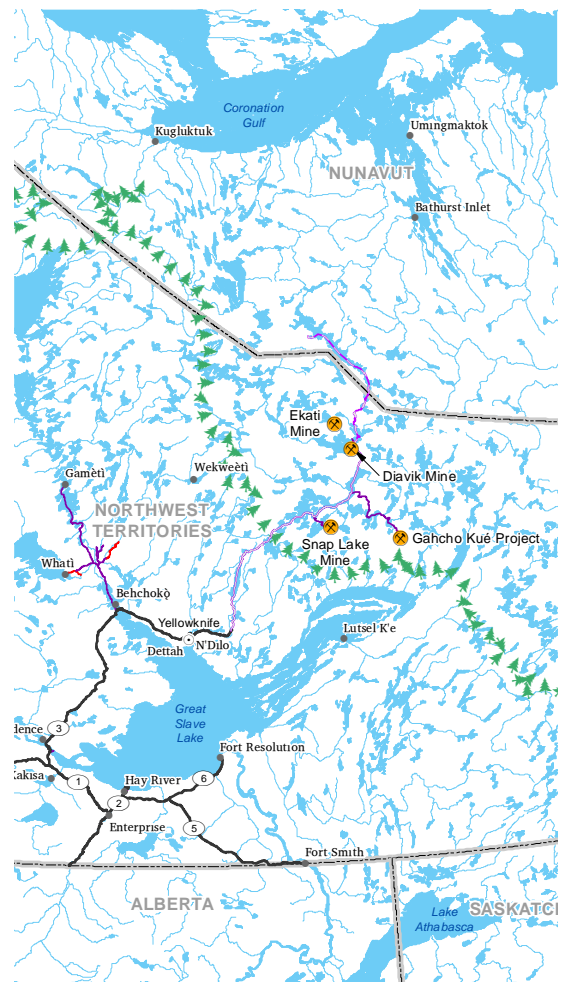 Coronation
Gulf
Kugluktuk
Umingmaktok
NUNAVUT
Bathurst Inlet
Ekati
Mine
Wekweètì
Diavik Mine
Gamètì
NORTHWEST
TERRITORIES
Gahcho Kué Project
Snap Lake
Mine
Whatì
Behchokò
Yellowknife
Lutsel K'e
N'Dilo
Dettah
Great
Slave
Lake
dence
3
Fort Resolution
Kakisa
1
Hay River
6
2
Enterprise
5
Fort Smith
ALBERTA
Lake
Athabasca
SASKATC